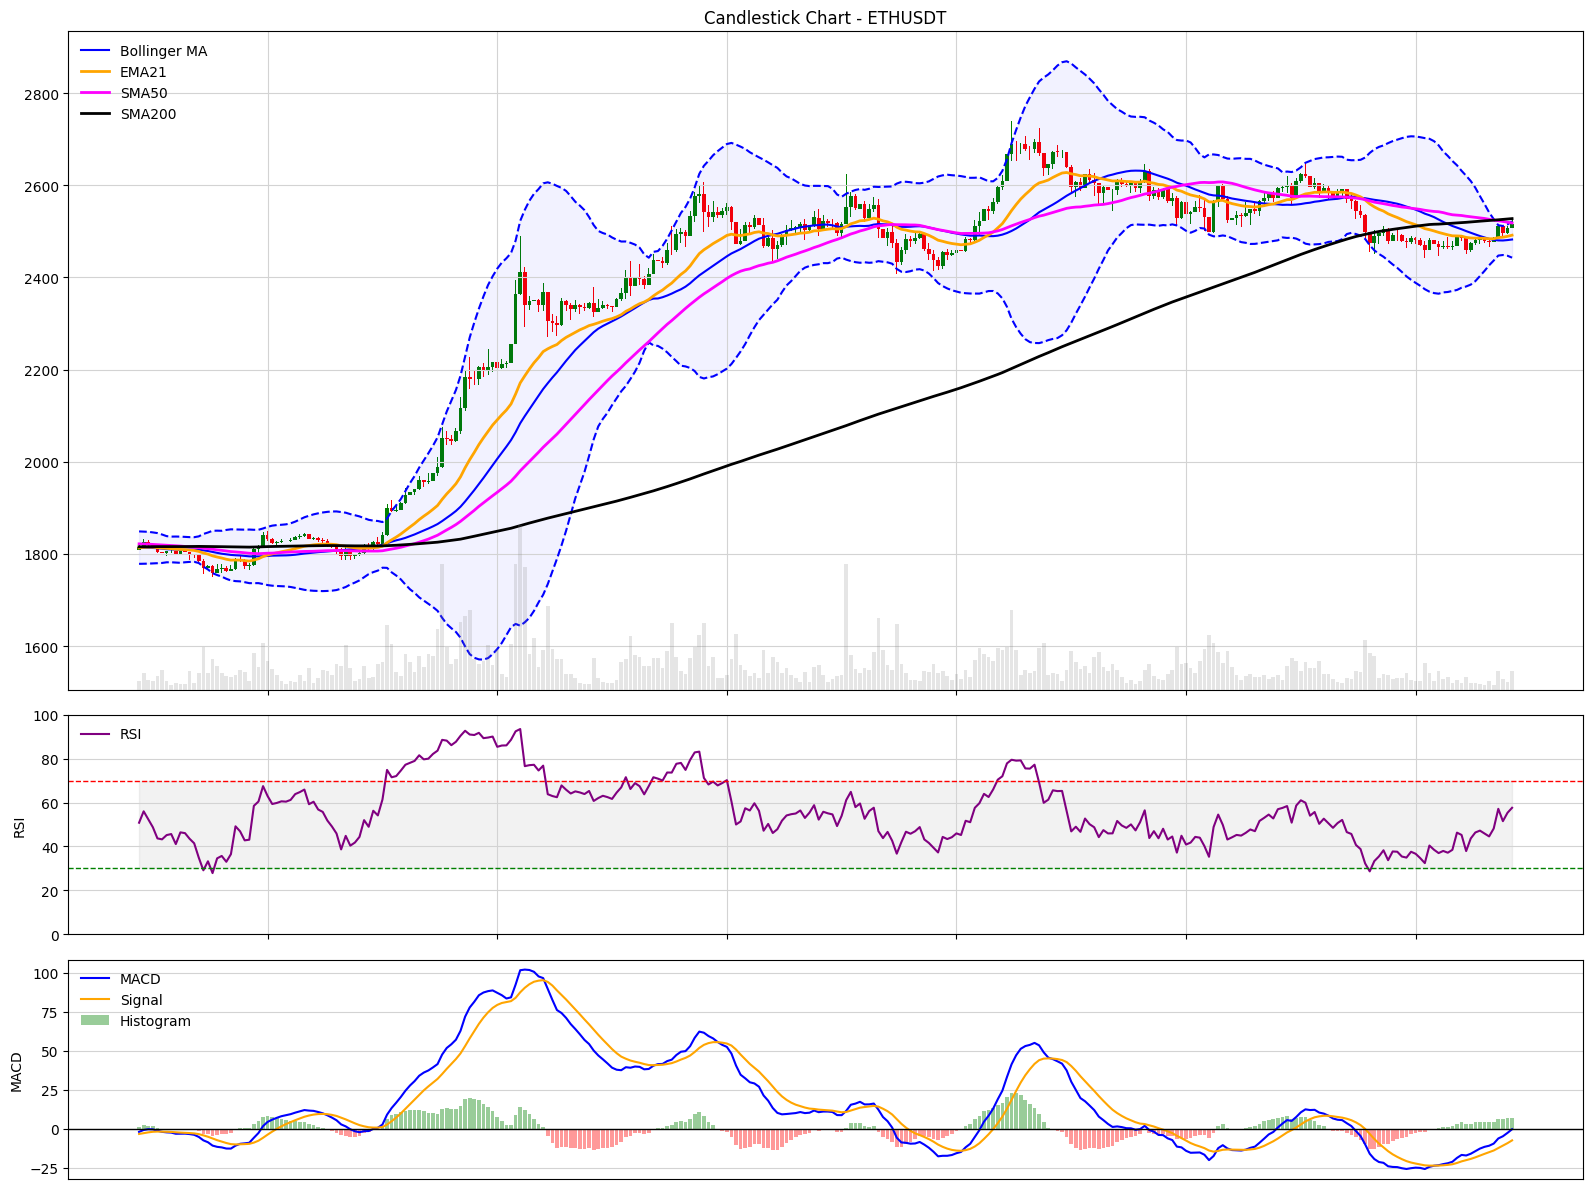 Candlestick Chart - ETHUSDT
Bollinger MA
EMA21
SMA50
SMA200
2800
2600
2400
2200
2000
1800
1600
RSI
100
80
60
40
20
0
RSI
MACD
Signal
Histogram
100
75
50
25
0
−25
MACD